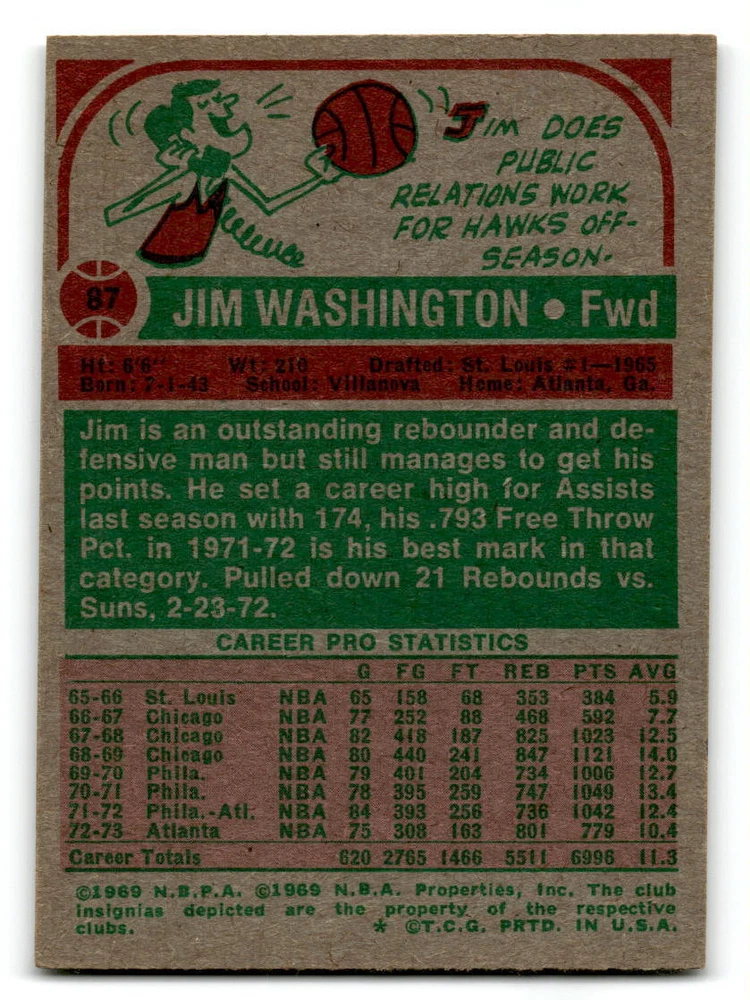 JIM DOES
PUBLIC
RELATIONS WORK
FOR HAWKS OFF-
SEASON.
87
JIM WASHINGTON • Fwd
Ht: 6'6" Wt: 210 Drafted: St. Louis #1—1965
Born: 7-1-43 School: Villanova Home: Atlanta, Ga.
Jim is an outstanding rebounder and de-
fensive man but still manages to get his
points. He set a career high for Assists
last season with 174, his .793 Free Throw
Pct. in 1971-72 is his best mark in that
category. Pulled down 21 Rebounds vs.
Suns, 2-23-72.
CAREER PRO STATISTICS
G FG FT REB PTS AVG
65-66 St. Louis NBA 65 158 68 353 384 5.9
66-67 Chicago NBA 77 252 88 468 592 7.7
67-68 Chicago NBA 82 418 187 825 1023 12.5
68-69 Chicago NBA 80 440 241 847 1121 14.0
69-70 Phila. NBA 79 401 204 734 1006 12.7
70-71 Phila. NBA 78 395 259 747 1049 13.4
71-72 Phila.-Atl. NBA 84 393 256 736 1042 12.4
72-73 Atlanta NBA 75 308 163 801 779 10.4
Career Totals 620 2765 1466 5511 6996 11.3
©1969 N.B.P.A. ©1969 N.B.A. Properties, Inc. The club
insignias depicted are the property of the respective
clubs. * ©T.C.G. PRTD. IN U.S.A.